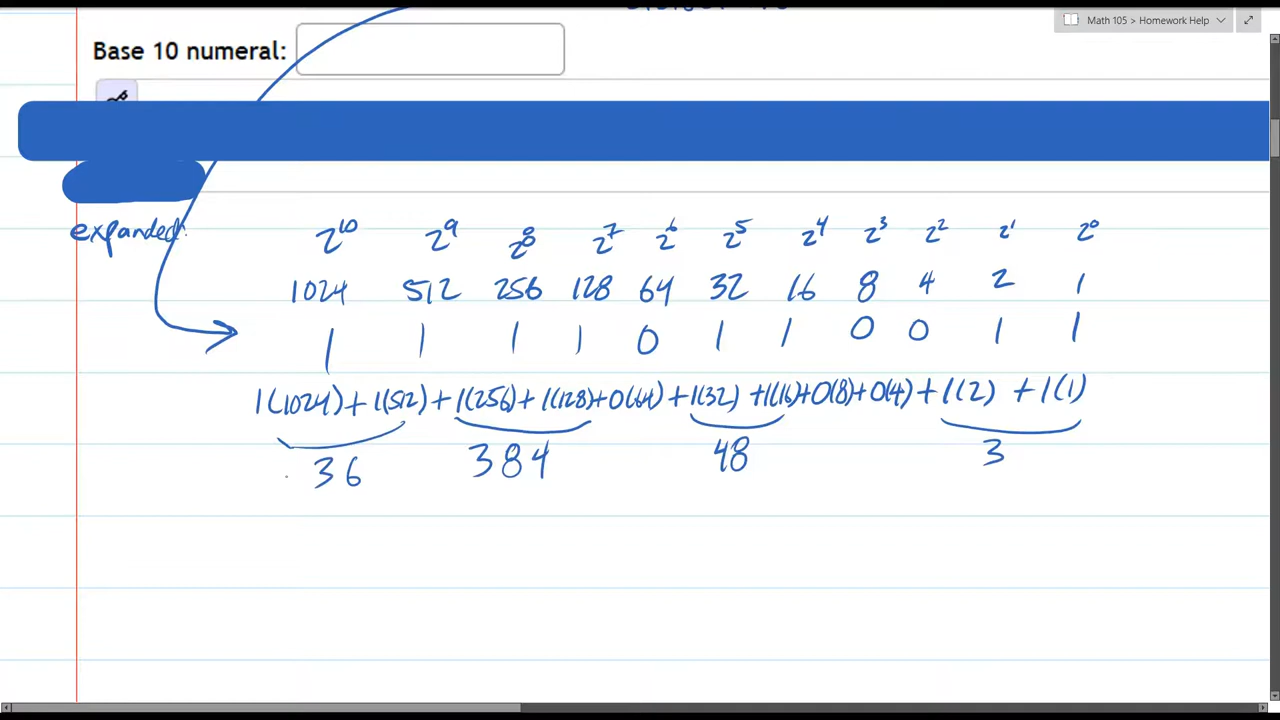 Math 105 > Homework Help
Base 10 numeral:
expanded:
2^10 2^9 2^8 2^7 2^6 2^5 2^4 2^3 2^2 2^1 2^0
1024 512 256 128 64 32 16 8 4 2 1
1 1 1 1 0 1 1 0 0 1 1
1(1024)+1(512)+1(256)+1(128)+0(64)+1(32)+1(16)+0(8)+0(4)+1(2)+1(1)
36 384 48 3